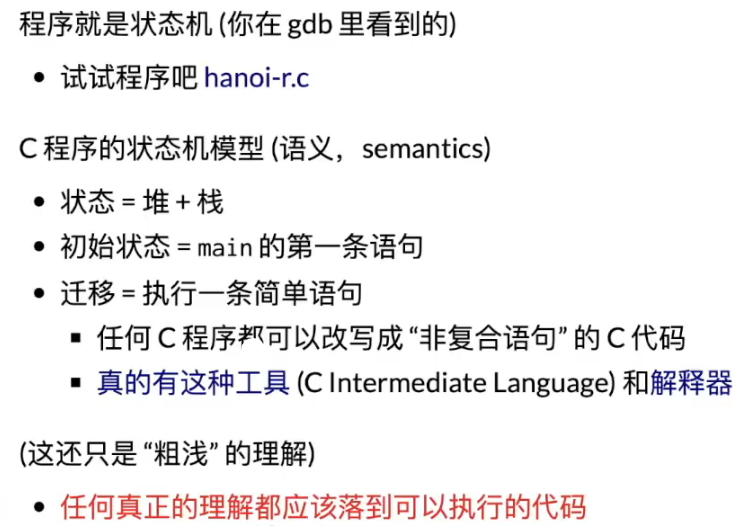 程序就是状态机 (你在 gdb 里看到的)
• 试试程序吧 hanoi-r.c
C 程序的状态机模型 (语义，semantics)
• 状态 = 堆 + 栈
• 初始状态 = main 的第一条语句
• 迁移 = 执行一条简单语句
▪ 任何 C 程序都可以改写成 “非复合语句” 的 C 代码
▪ 真的有这种工具 (C Intermediate Language) 和解释器
(这还只是 “粗浅” 的理解)
• 任何真正的理解都应该落到可以执行的代码